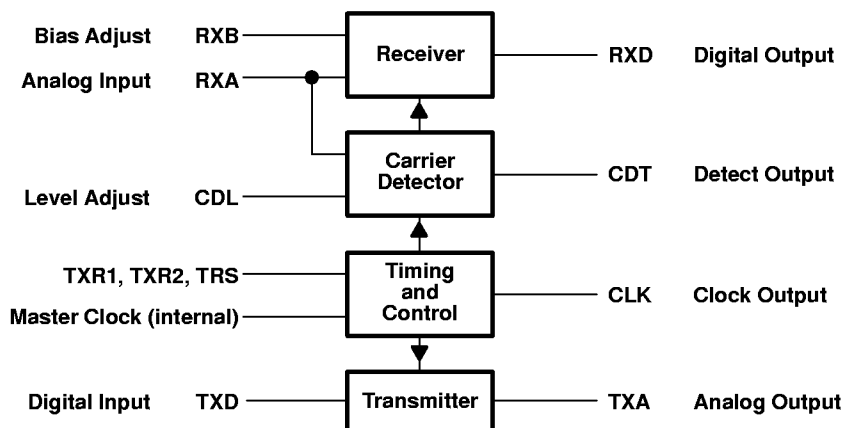 Bias Adjust RXB
Receiver
RXD Digital Output
Analog Input RXA
Carrier
Detector
CDT Detect Output
Level Adjust CDL
TXR1, TXR2, TRS
Timing
and
Control
CLK Clock Output
Master Clock (internal)
Digital Input TXD
Transmitter
TXA Analog Output